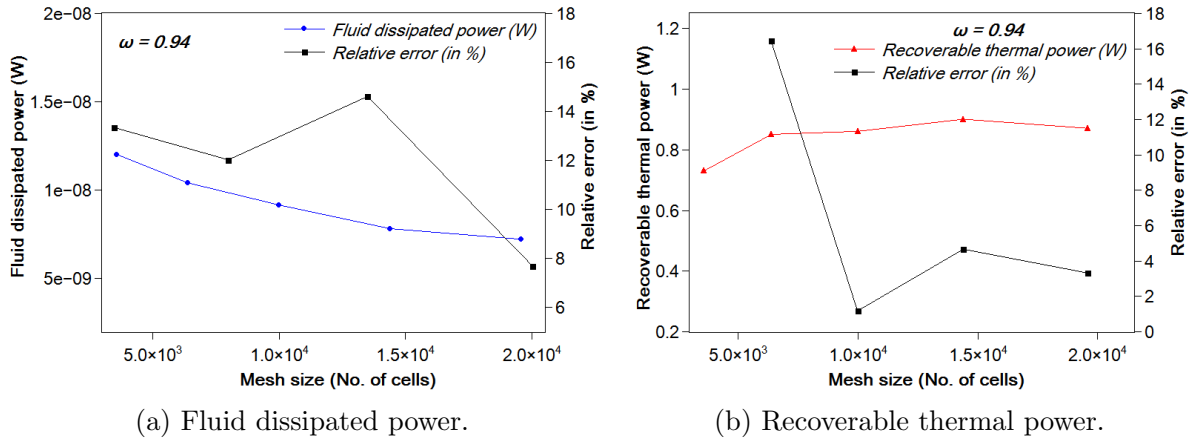 2e−08
1.5e−08
1e−08
5e−09
Fluid dissipated power (W)
ω = 0.94
Fluid dissipated power (W)
Relative error (in %)
18
16
14
12
10
8
6
Relative error (in %)
5.0×10³
1.0×10⁴
1.5×10⁴
2.0×10⁴
Mesh size (No. of cells)
(a) Fluid dissipated power.
1.2
1
0.8
0.6
0.4
0.2
Recoverable thermal power (W)
ω = 0.94
Recoverable thermal power (W)
Relative error (in %)
18
16
14
12
10
8
6
4
2
0
Relative error (in %)
5.0×10³
1.0×10⁴
1.5×10⁴
2.0×10⁴
Mesh size (No. of cells)
(b) Recoverable thermal power.